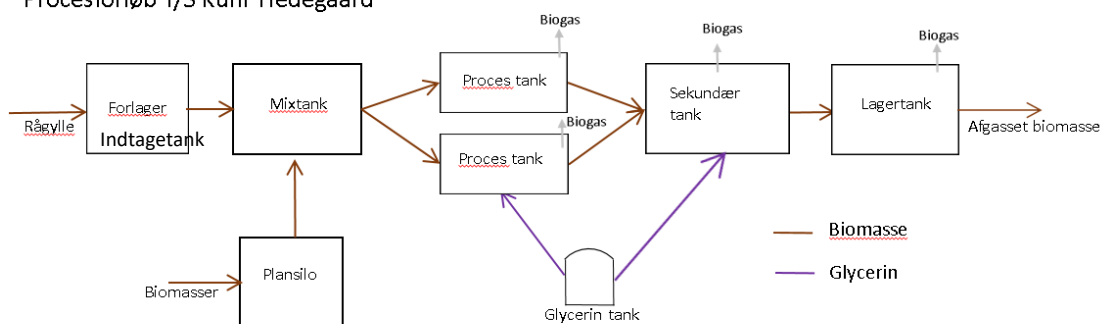 Procesforløb I/S Kuhr Hedegaard
Biogas
Biogas
Biogas
Forlager
Indtagetank
Mixtank
Proces tank
Sekundær
tank
Lagertank
Rågylle
Biogas
Afgasset biomasse
Proces tank
Biomasse
Plansilo
Glycerin
Biomasser
Glycerin tank